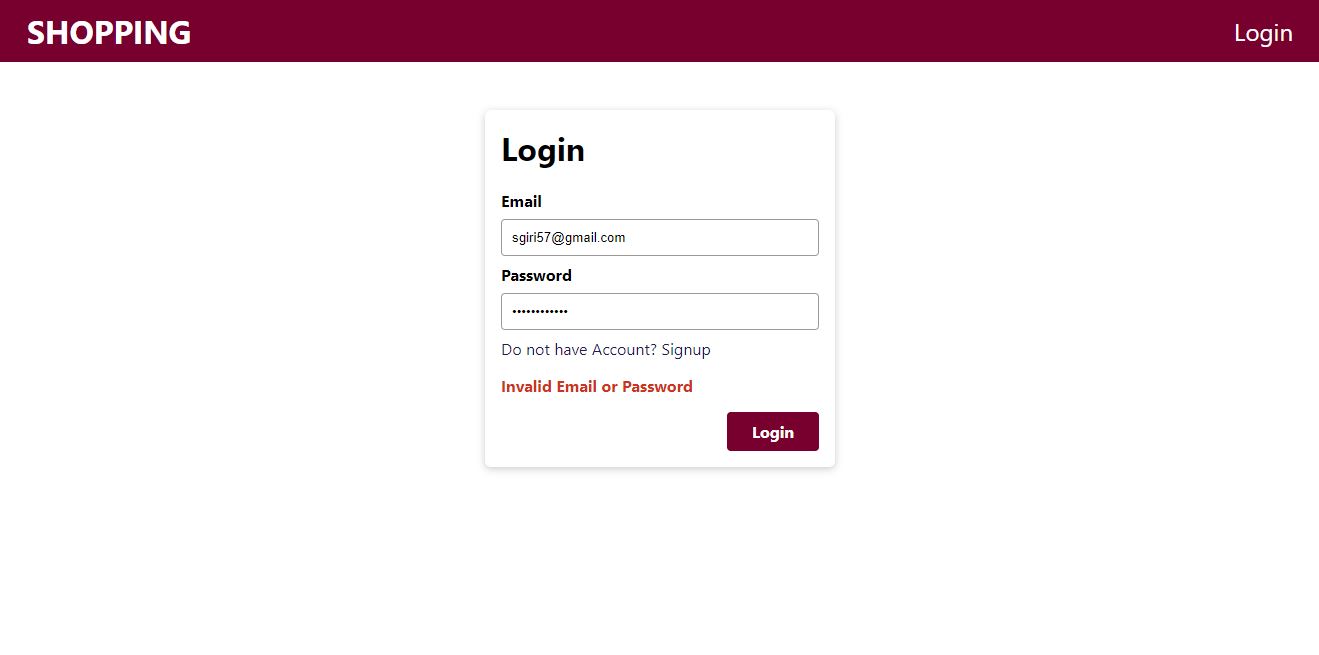 SHOPPING
Login
Login
Email
sgiri57@gmail.com
Password
••••••••••••
Do not have Account? Signup
Invalid Email or Password
Login